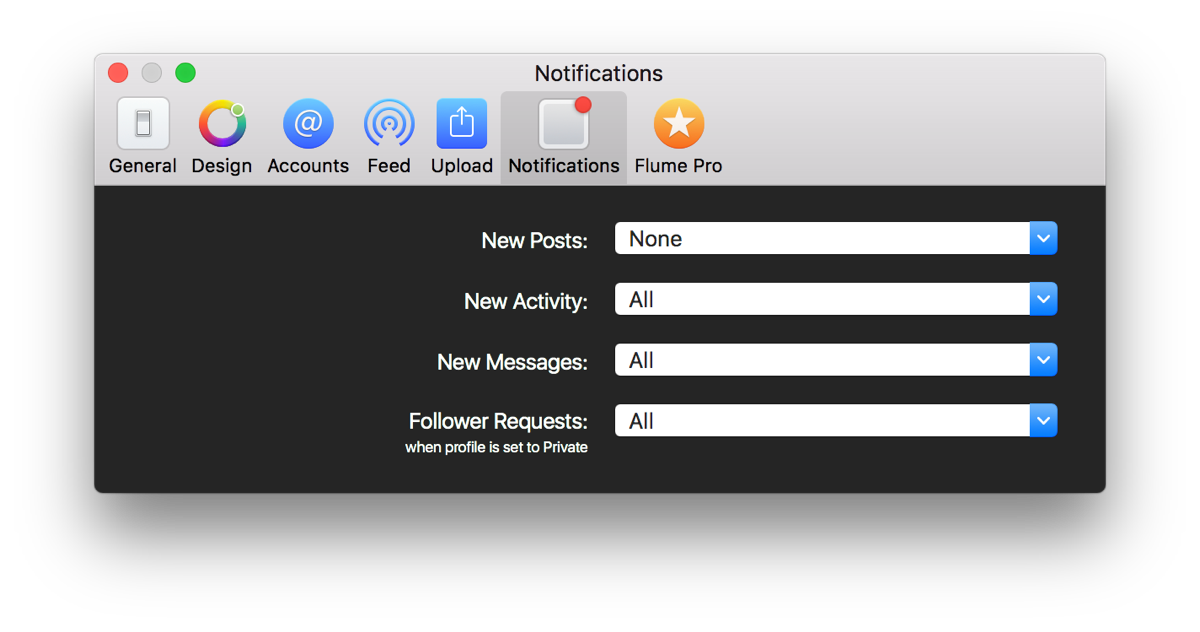 Notifications
General Design Accounts Feed Upload Notifications Flume Pro
New Posts: None
New Activity: All
New Messages: All
Follower Requests: All
when profile is set to Private